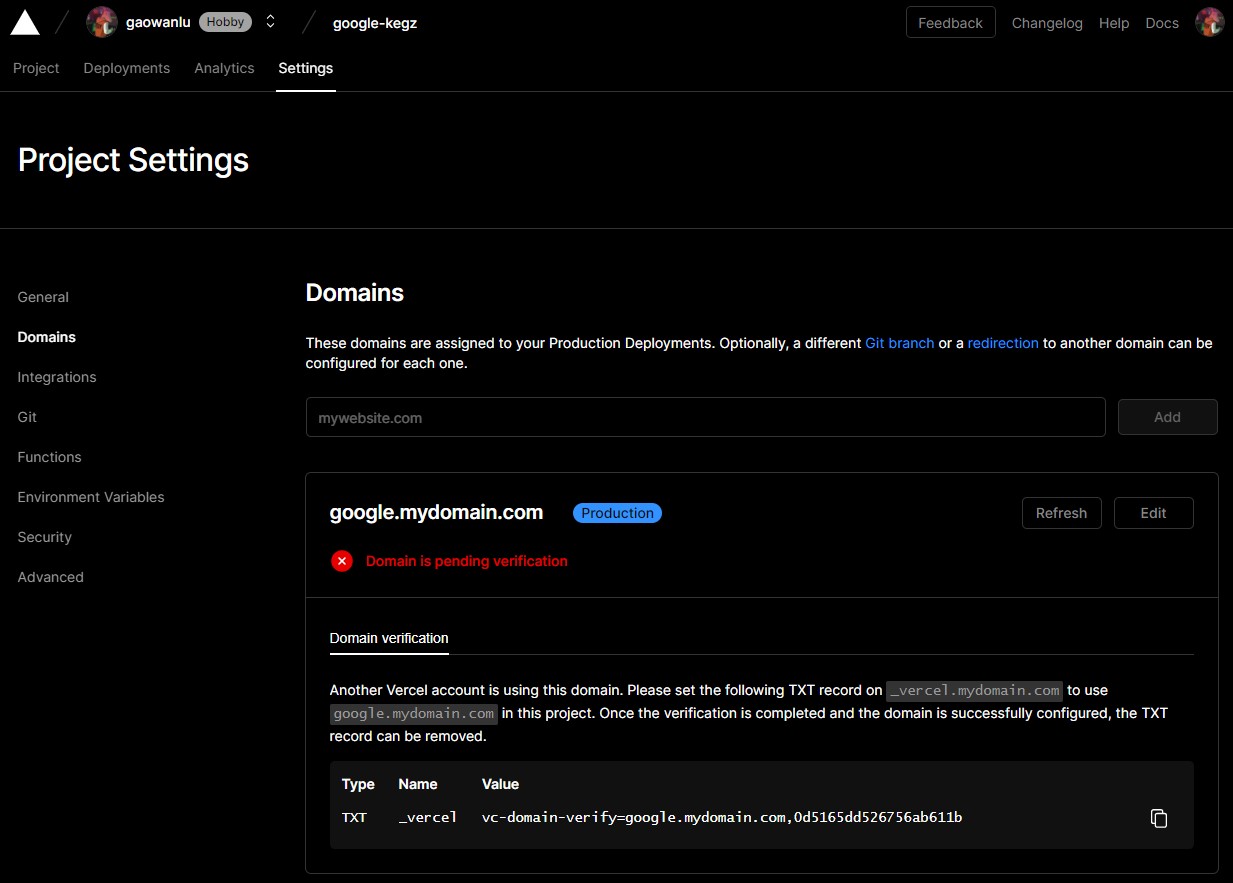 gaowanlu Hobby google-kegz Feedback Changelog Help Docs
Project Deployments Analytics Settings
Project Settings
General
Domains
Integrations
Git
Functions
Environment Variables
Security
Advanced
Domains
These domains are assigned to your Production Deployments. Optionally, a different Git branch or a redirection to another domain can be
configured for each one.
mywebsite.com Add
google.mydomain.com Production Refresh Edit
Domain is pending verification
Domain verification
Another Vercel account is using this domain. Please set the following TXT record on _vercel.mydomain.com to use
google.mydomain.com in this project. Once the verification is completed and the domain is successfully configured, the TXT
record can be removed.
Type Name Value
TXT _vercel vc-domain-verify=google.mydomain.com,0d5165dd526756ab611b